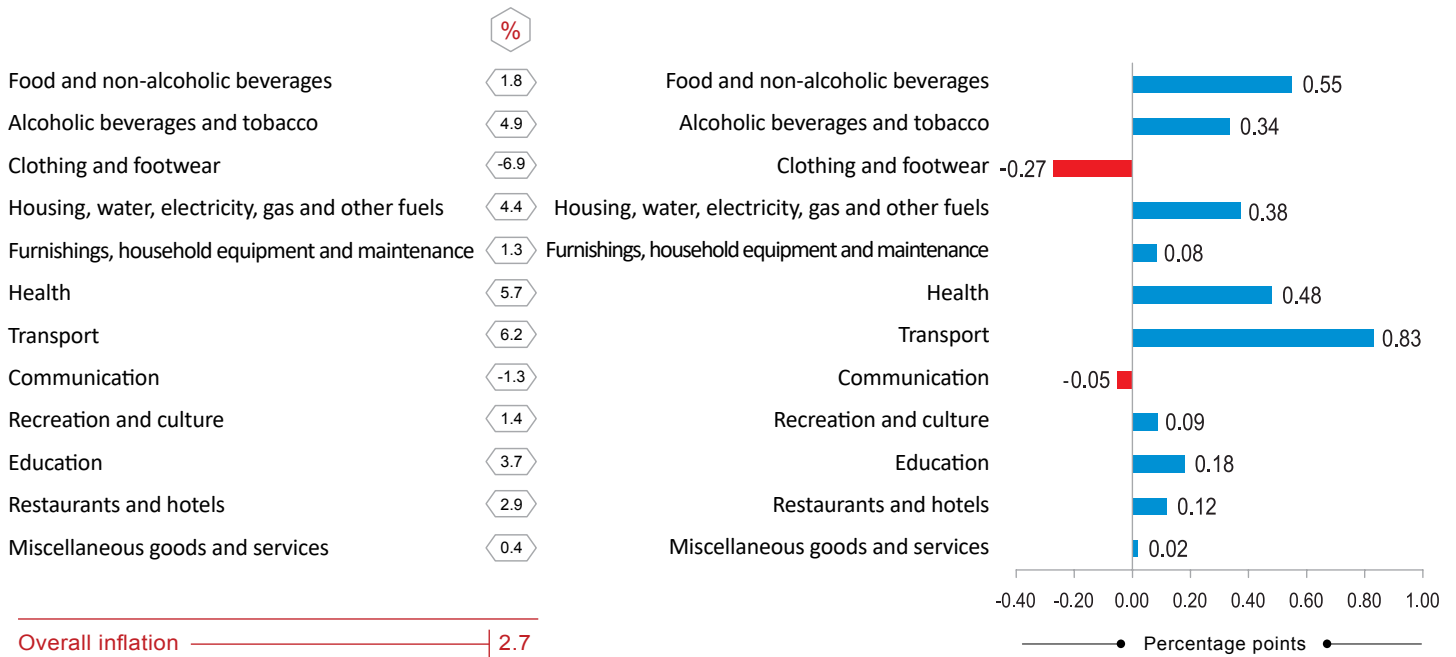 %
Food and non-alcoholic beverages 1.8
Alcoholic beverages and tobacco 4.9
Clothing and footwear -6.9
Housing, water, electricity, gas and other fuels 4.4
Furnishings, household equipment and maintenance 1.3
Health 5.7
Transport 6.2
Communication -1.3
Recreation and culture 1.4
Education 3.7
Restaurants and hotels 2.9
Miscellaneous goods and services 0.4
Overall inflation 2.7
Food and non-alcoholic beverages 0.55
Alcoholic beverages and tobacco 0.34
Clothing and footwear -0.27
Housing, water, electricity, gas and other fuels 0.38
Furnishings, household equipment and maintenance 0.08
Health 0.48
Transport 0.83
Communication -0.05
Recreation and culture 0.09
Education 0.18
Restaurants and hotels 0.12
Miscellaneous goods and services 0.02
-0.40 -0.20 0.00 0.20 0.40 0.60 0.80 1.00
Percentage points